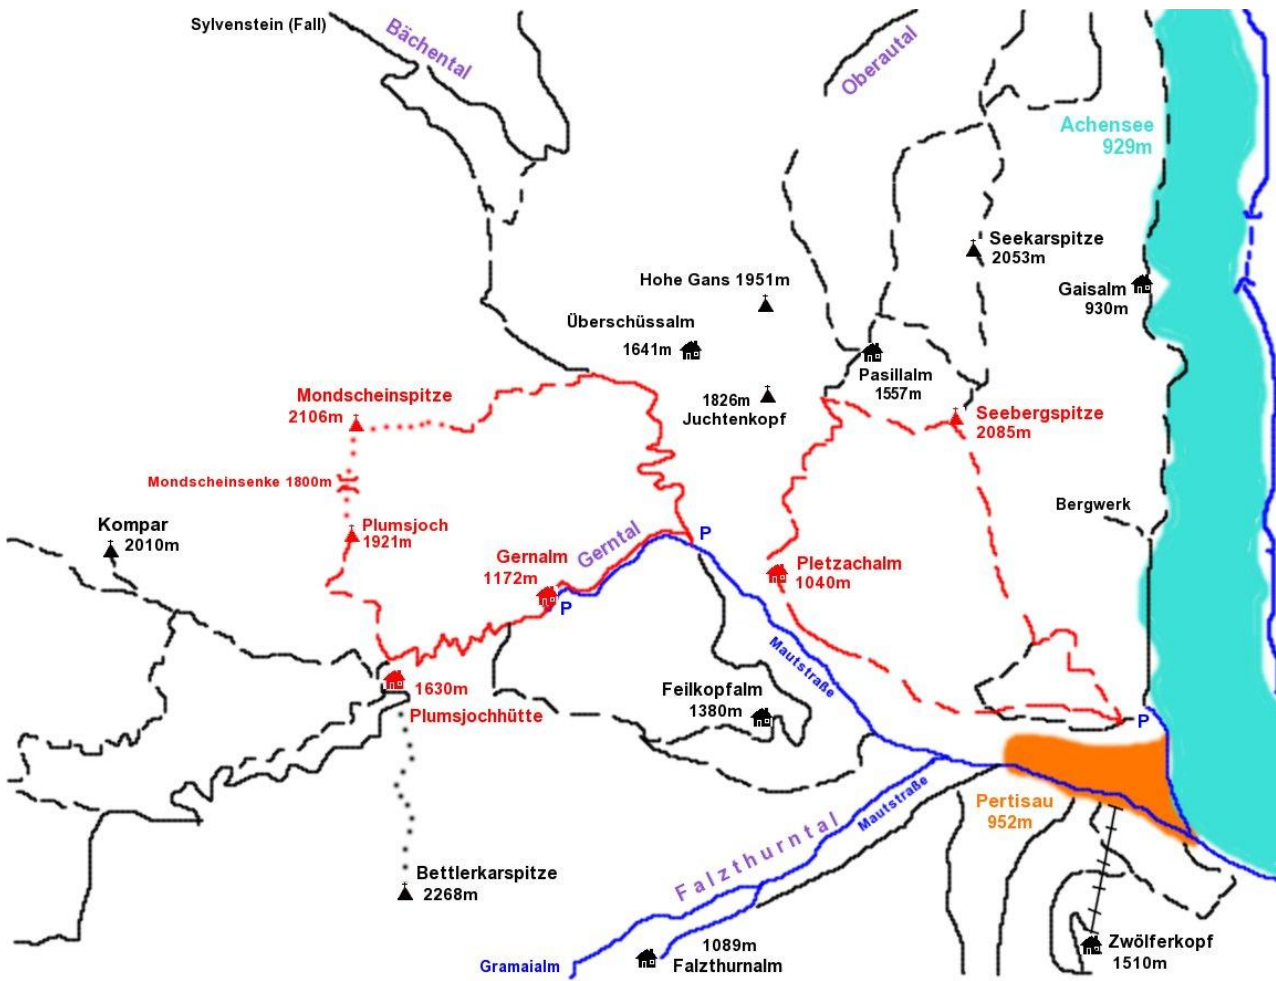 Sylvenstein (Fall)
Bächental
Oberautal
Achensee
929m
Seekarspitze
2053m
Hohe Gans 1951m
Gaisalm
930m
Überschüssalm
1641m
Pasillalm
1557m
Mondscheinspitze
2106m
1826m
Juchtenkopf
Seebergspitze
2085m
Mondscheinsenke 1800m
Bergwerk
Kompar
2010m
Plumsjoch
1921m
Gerntal
P
Gernalm
1172m
P
Pletzachalm
1040m
Mautstraße
1630m
Plumsjochhütte
Feilkopfalm
1380m
P
Pertisau
952m
Mautstraße
Falzthurntal
Bettlerkarspitze
2268m
Zwölferkopf
1510m
1089m
Falzthurnalm
Gramaialm